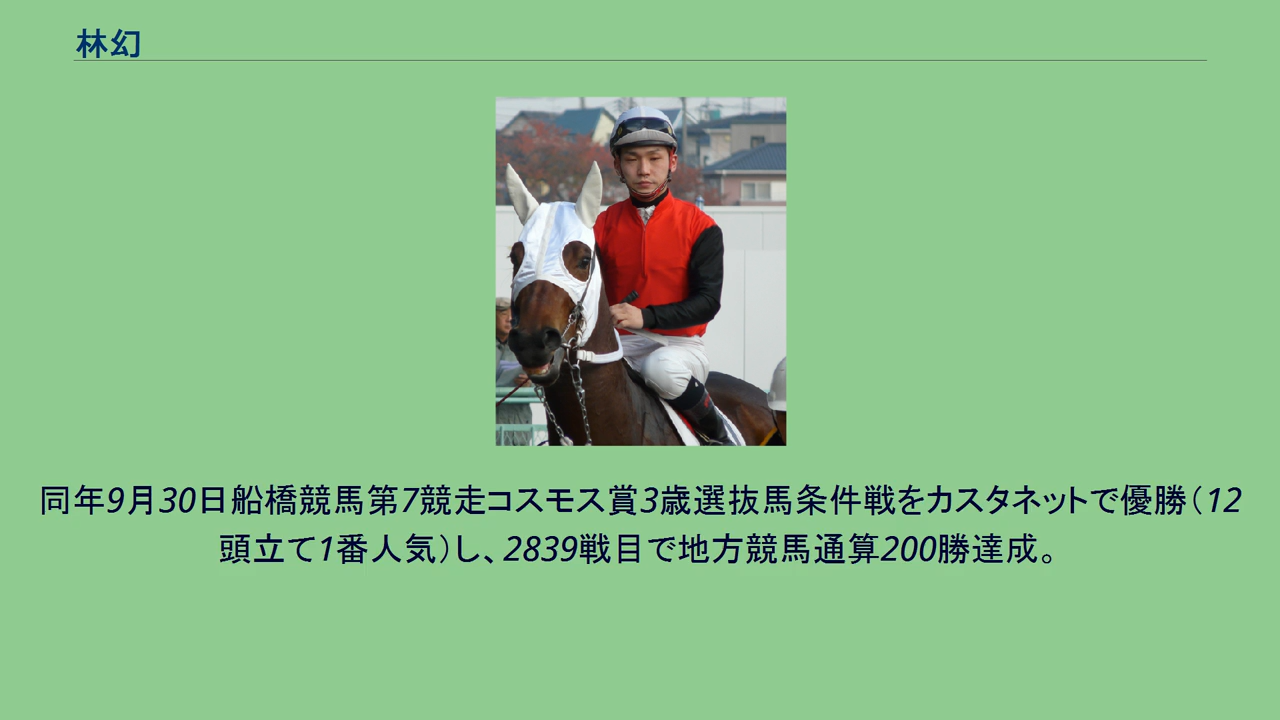 林幻
同年9月30日船橋競馬第7競走コスモス賞3歳選抜馬条件戦をカスタネットで優勝（12
頭立て1番人気）し、2839戦目で地方競馬通算200勝達成。